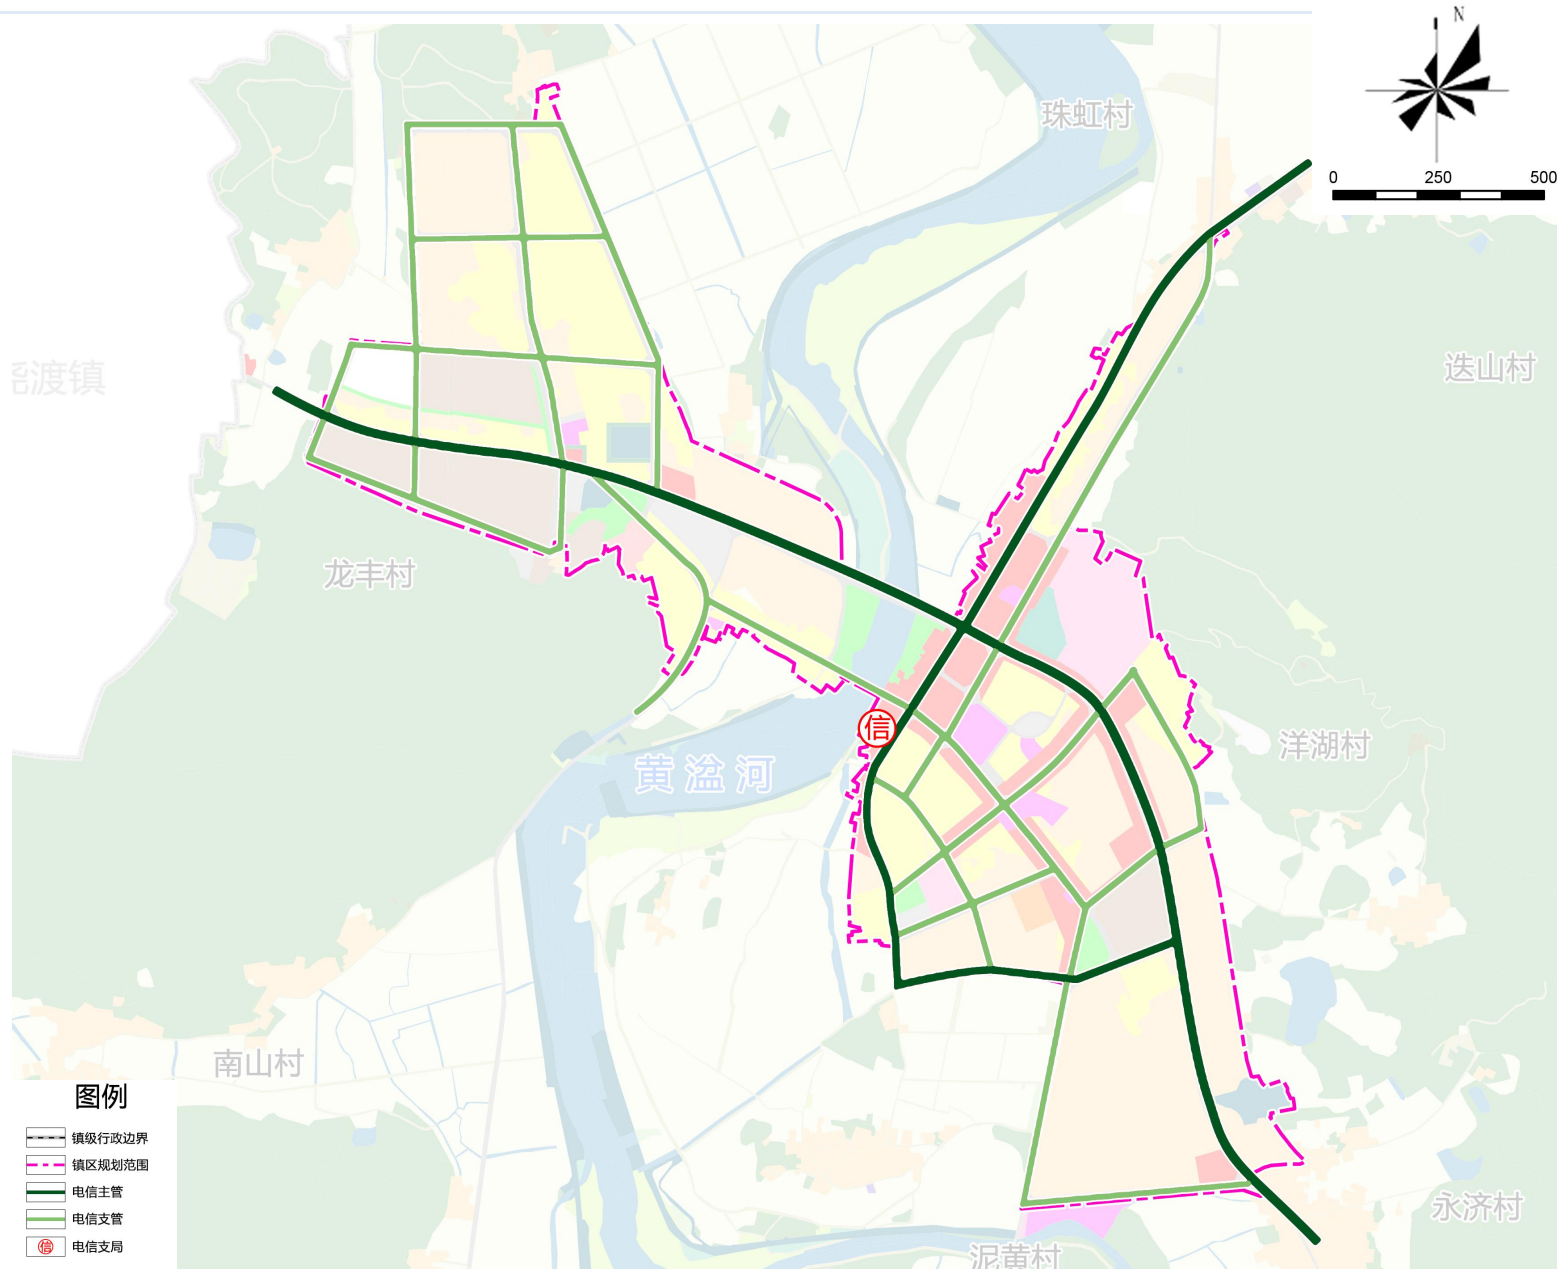 N
0 250 500
珠虹村
迭山村
渡镇
龙丰村
信
洋湖村
黄湓河
南山村
永济村
泥黄村
图例
镇级行政边界
镇区规划范围
电信主管
电信支管
信 电信支局